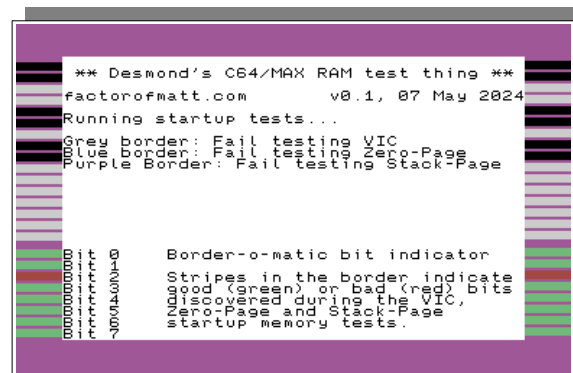 ** Desmond's C64/MAX RAM test thing **
factorofmatt.com v0.1, 07 May 2024
Running startup tests...
Grey border: Fail testing VIC
Blue border: Fail testing Zero-Page
Purple Border: Fail testing Stack-Page
Bit 0 Border-o-matic bit indicator
Bit 1
Bit 2 Stripes in the border indicate
Bit 3 good (green) or bad (red) bits
Bit 4 discovered during the VIC,
Bit 5 Zero-Page and Stack-Page
Bit 6 startup memory tests.
Bit 7